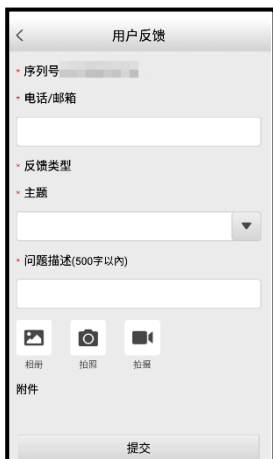 用户反馈
* 序列号
* 电话/邮箱
* 反馈类型
* 主题
* 问题描述(500字以内)
相册 拍照 拍摄
附件
提交